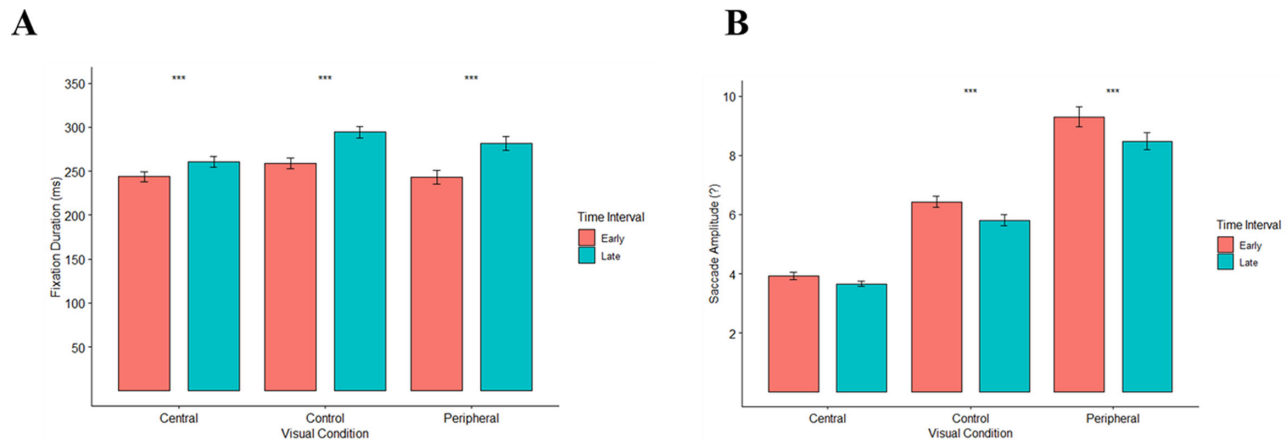 A
B
***
***
***
350
300
250
200
150
100
50
Fixation Duration (ms)
Central
Control
Peripheral
Visual Condition
Time Interval
Early
Late
***
***
10
8
6
4
2
Saccade Amplitude (?)
Central
Control
Peripheral
Visual Condition
Time Interval
Early
Late